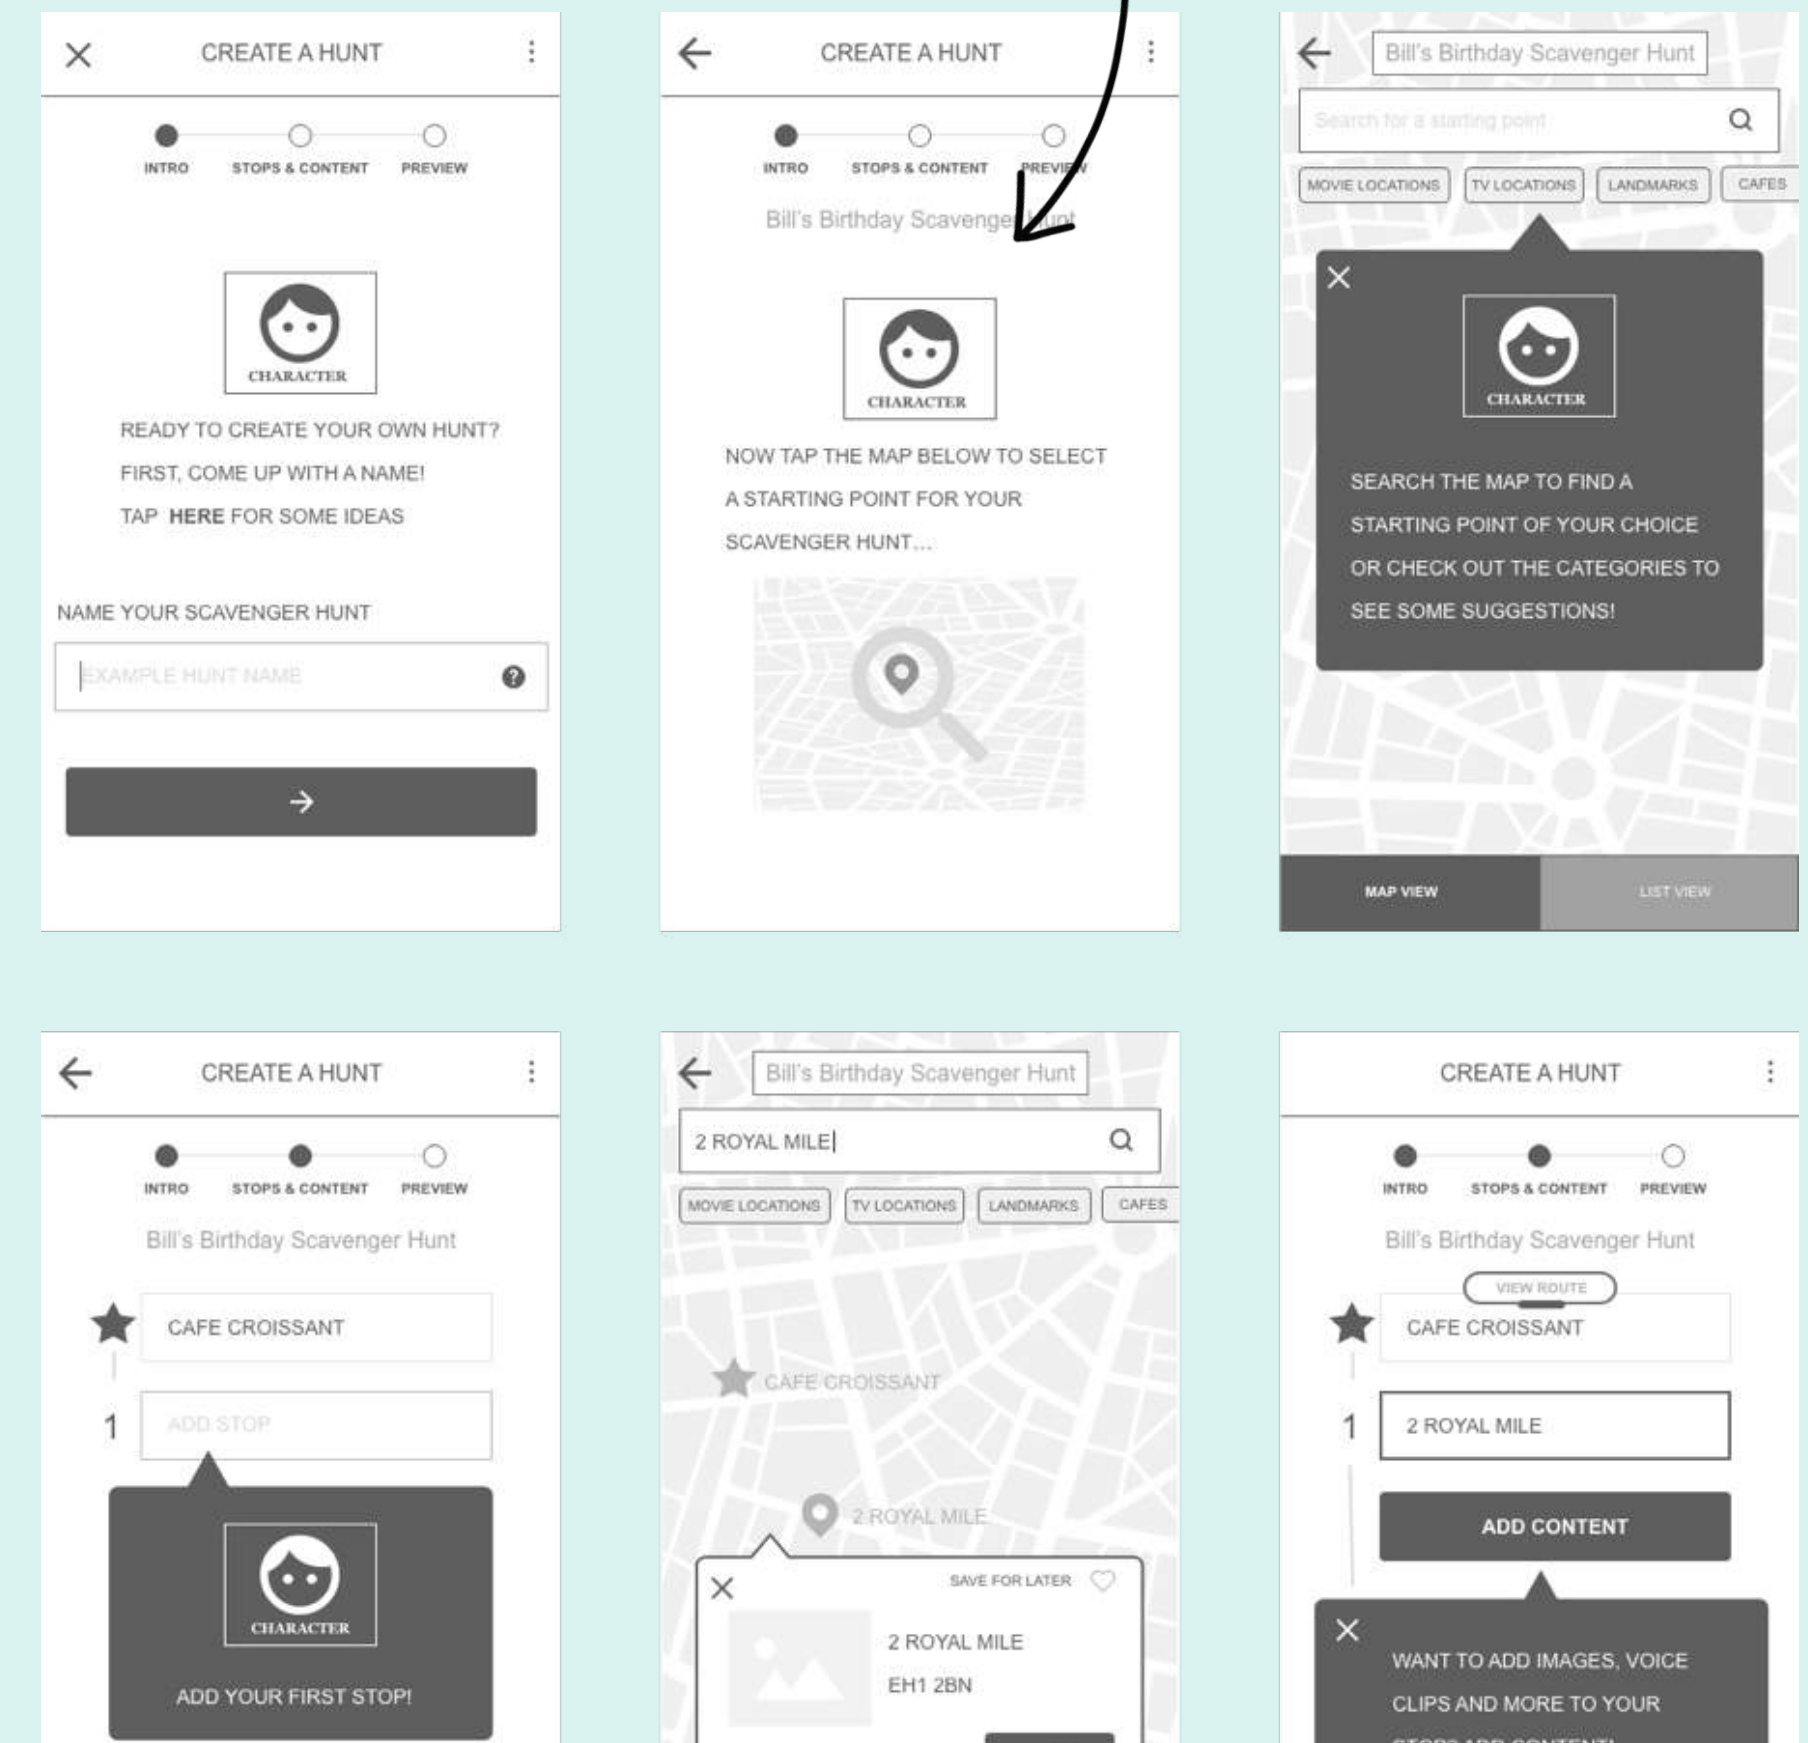 CREATE A HUNT
INTRO
STOPS & CONTENT
PREVIEW
CHARACTER
READY TO CREATE YOUR OWN HUNT?
FIRST, COME UP WITH A NAME!
TAP HERE FOR SOME IDEAS
NAME YOUR SCAVENGER HUNT
EXAMPLE HUNT NAME
?
CREATE A HUNT
INTRO
STOPS & CONTENT
PREVIEW
Bill's Birthday Scavenger Hunt
CHARACTER
NOW TAP THE MAP BELOW TO SELECT
A STARTING POINT FOR YOUR
SCAVENGER HUNT...
Bill's Birthday Scavenger Hunt
Search for a starting point
MOVIE LOCATIONS
TV LOCATIONS
LANDMARKS
CAFES
CHARACTER
SEARCH THE MAP TO FIND A
STARTING POINT OF YOUR CHOICE
OR CHECK OUT THE CATEGORIES TO
SEE SOME SUGGESTIONS!
MAP VIEW
LIST VIEW
CREATE A HUNT
INTRO
STOPS & CONTENT
PREVIEW
Bill's Birthday Scavenger Hunt
CAFE CROISSANT
1
ADD STOP
CHARACTER
ADD YOUR FIRST STOP!
Bill's Birthday Scavenger Hunt
2 ROYAL MILE
MOVIE LOCATIONS
TV LOCATIONS
LANDMARKS
CAFES
CAFE CROISSANT
2 ROYAL MILE
SAVE FOR LATER
2 ROYAL MILE
EH1 2BN
CREATE A HUNT
INTRO
STOPS & CONTENT
PREVIEW
Bill's Birthday Scavenger Hunt
VIEW ROUTE
CAFE CROISSANT
1
2 ROYAL MILE
ADD CONTENT
WANT TO ADD IMAGES, VOICE
CLIPS AND MORE TO YOUR
STOP? ADD CONTENT!